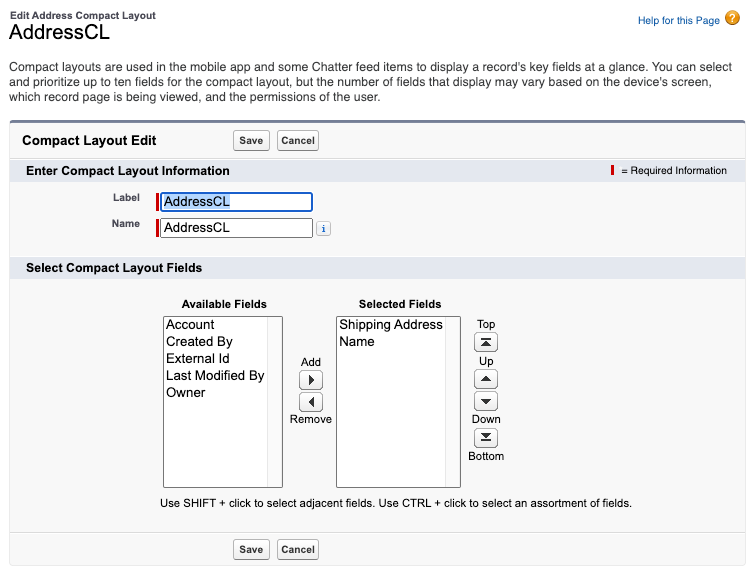 Edit Address Compact Layout
AddressCL
Help for this Page ?
Compact layouts are used in the mobile app and some Chatter feed items to display a record's key fields at a glance. You can select
and prioritize up to ten fields for the compact layout, but the number of fields that display may vary based on the device's screen,
which record page is being viewed, and the permissions of the user.
Compact Layout Edit Save Cancel
Enter Compact Layout Information = Required Information
Label AddressCL
Name AddressCL i
Select Compact Layout Fields
Available Fields
Account
Created By
External Id
Last Modified By
Owner
Add
Remove
Selected Fields
Shipping Address
Name
Top
Up
Down
Bottom
Use SHIFT + click to select adjacent fields. Use CTRL + click to select an assortment of fields.
Save Cancel